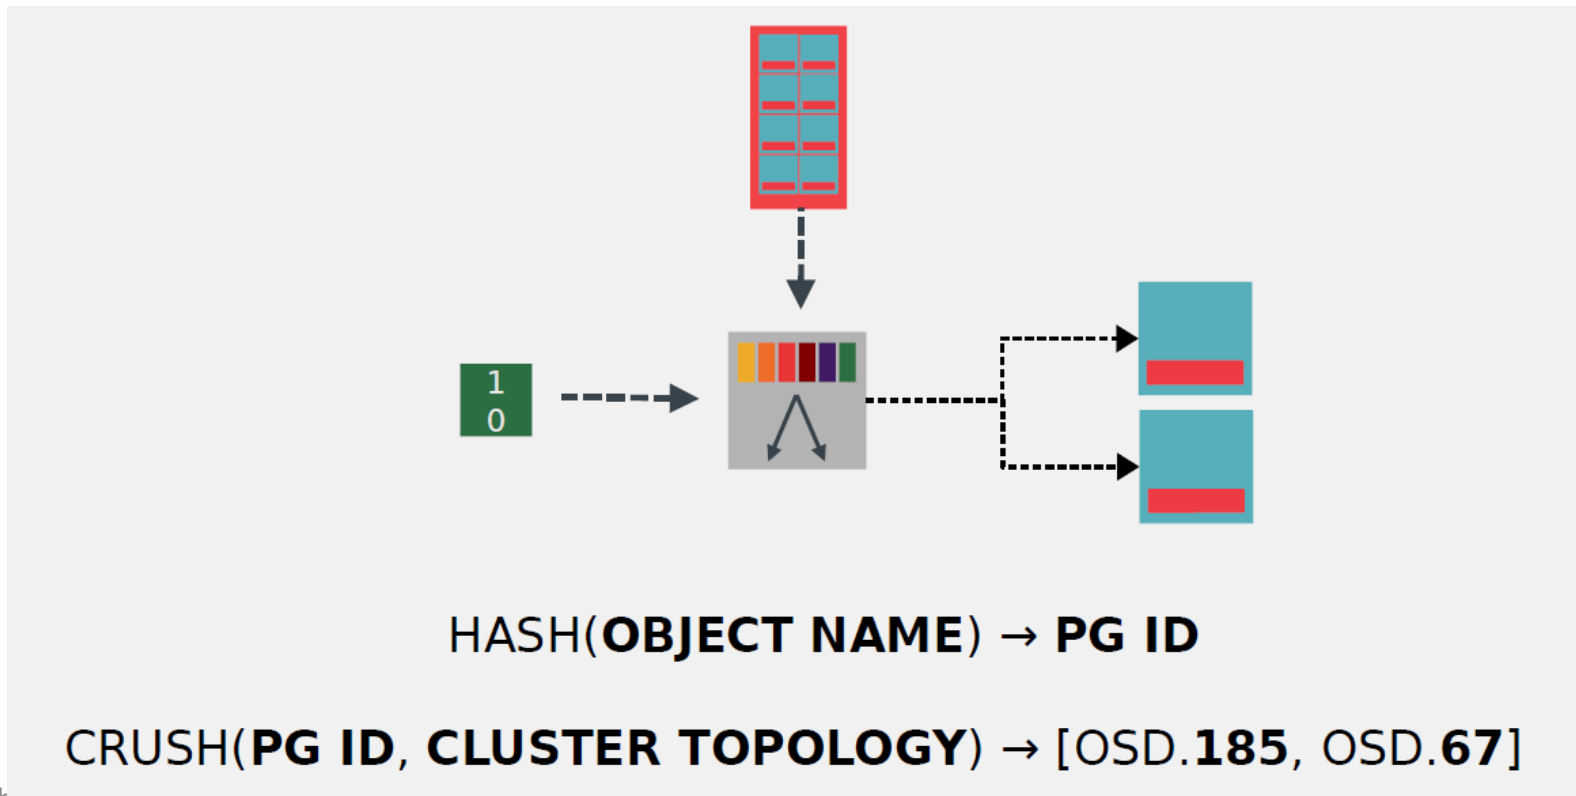 1
0
HASH(OBJECT NAME) → PG ID
CRUSH(PG ID, CLUSTER TOPOLOGY) → [OSD.185, OSD.67]